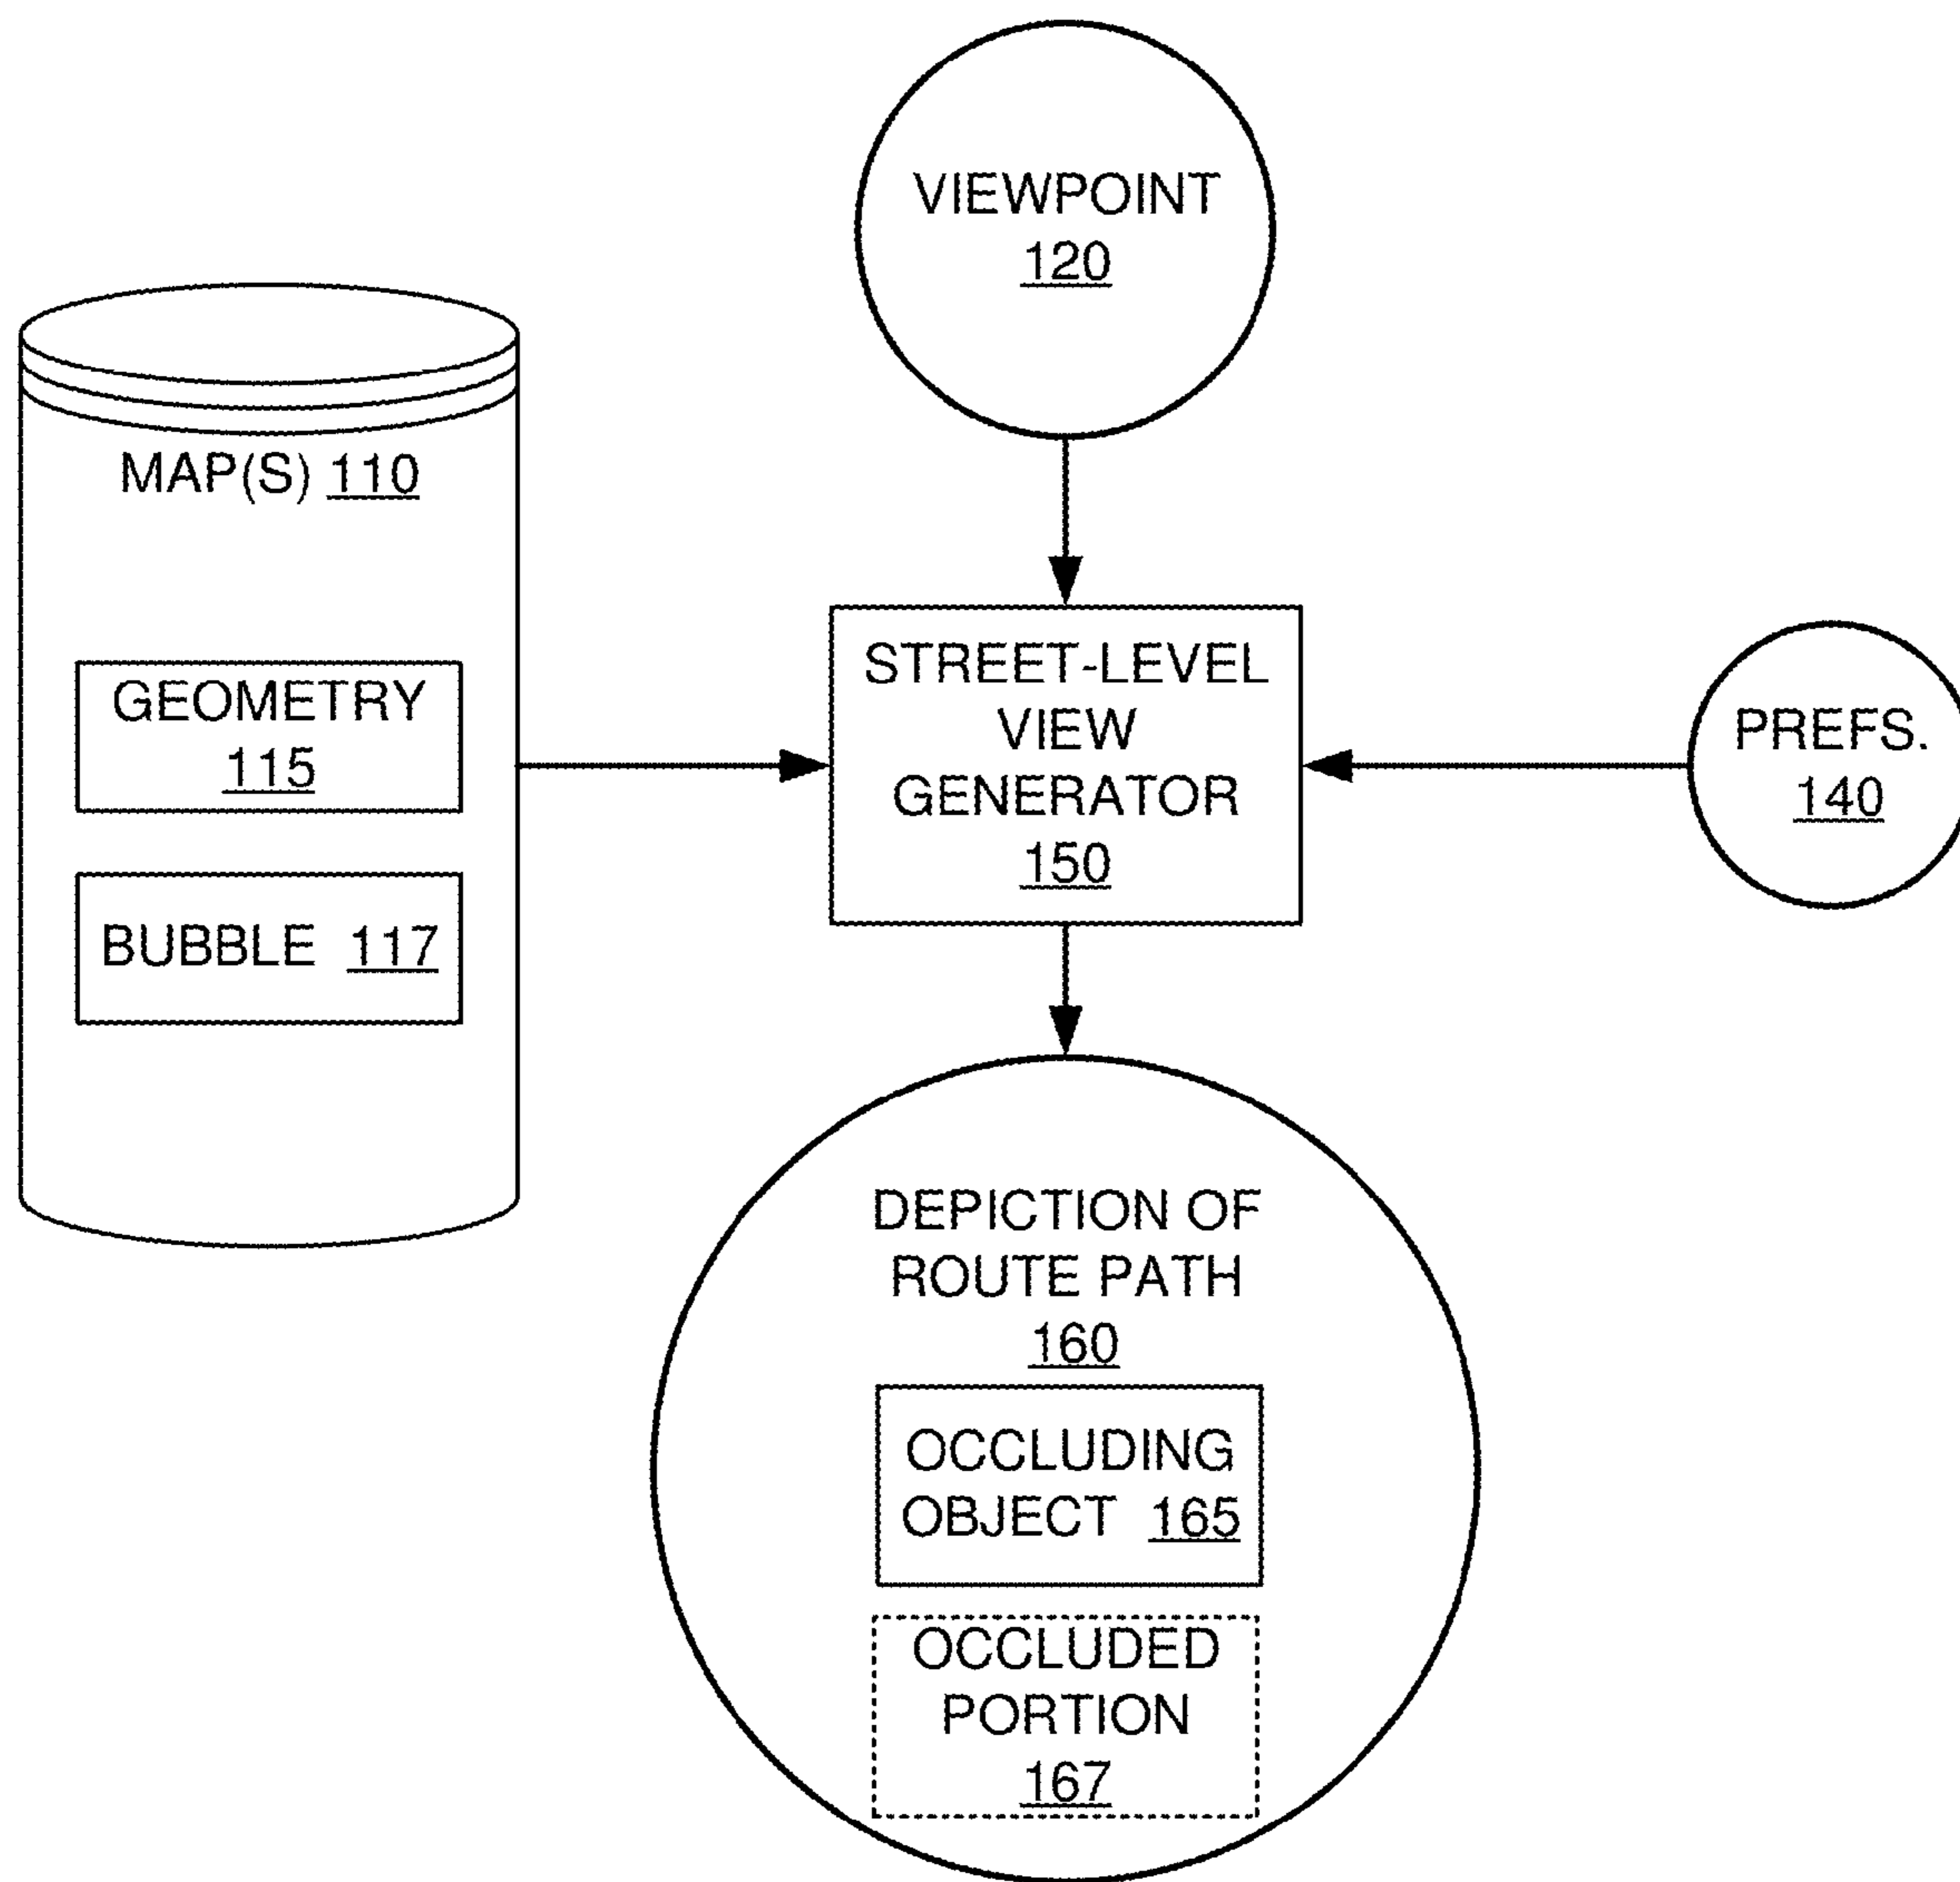 VIEWPOINT
120
MAP(S) 110
GEOMETRY
115
BUBBLE 117
STREET-LEVEL
VIEW
GENERATOR
150
PREFS.
140
DEPICTION OF
ROUTE PATH
160
OCCLUDING
OBJECT 165
OCCLUDED
PORTION
167